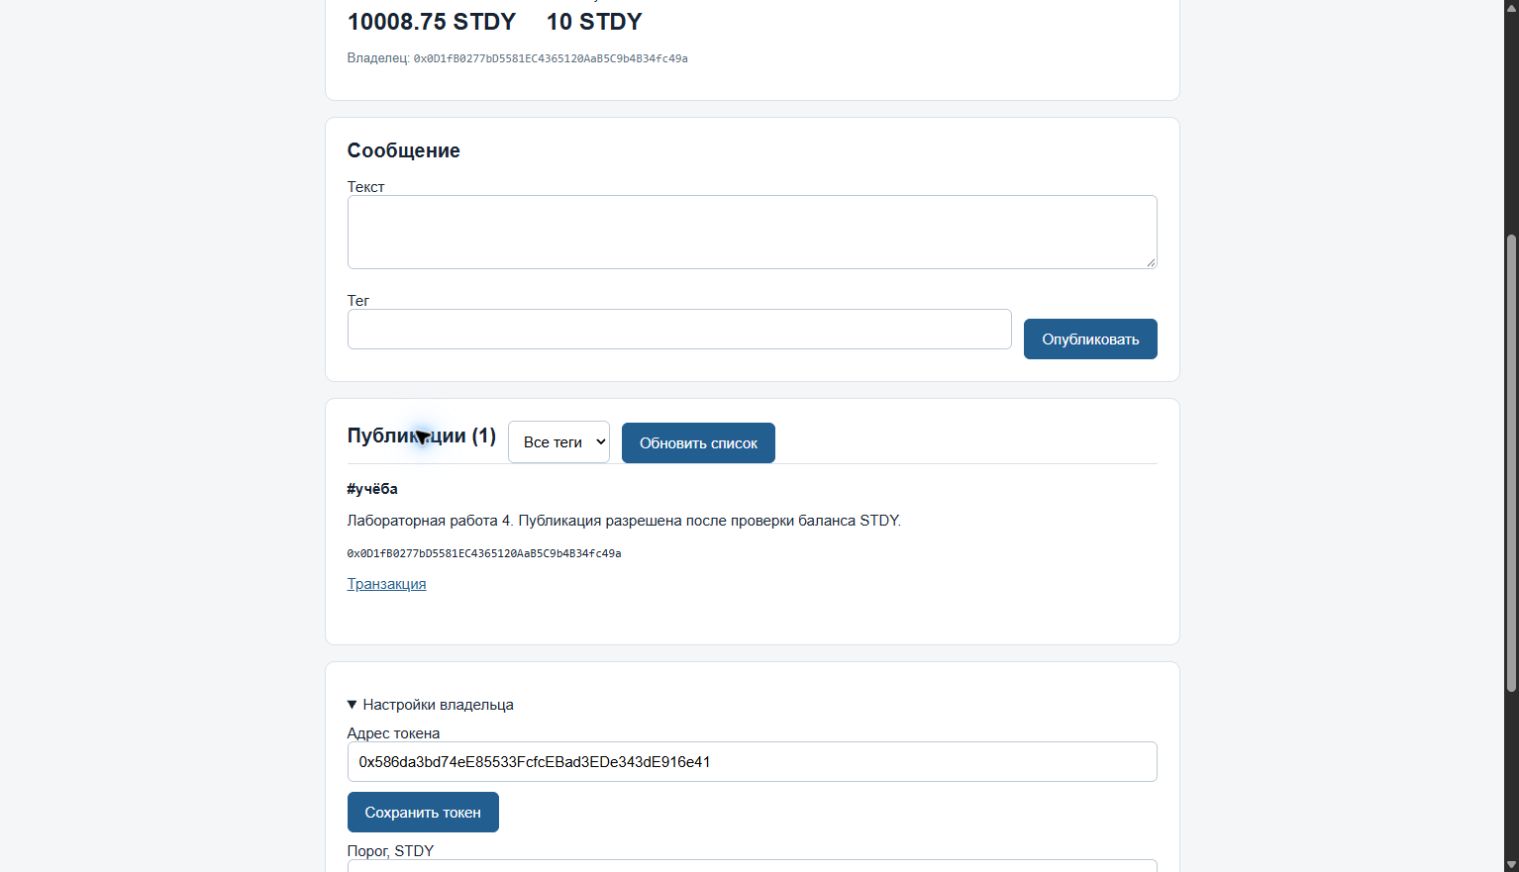 10008.75 STDY 10 STDY
Владелец: 0x0D1fB0277bD5581EC4365120AaB5C9b4B34fc49a
Сообщение
Текст
Тег
Опубликовать
Публикации (1) Все теги Обновить список
#учёба
Лабораторная работа 4. Публикация разрешена после проверки баланса STDY.
0x0D1fB0277bD5581EC4365120AaB5C9b4B34fc49a
Транзакция
Настройки владельца
Адрес токена
0x586da3bd74eE85533FcfcEBad3EDe343dE916e41
Сохранить токен
Порог, STDY